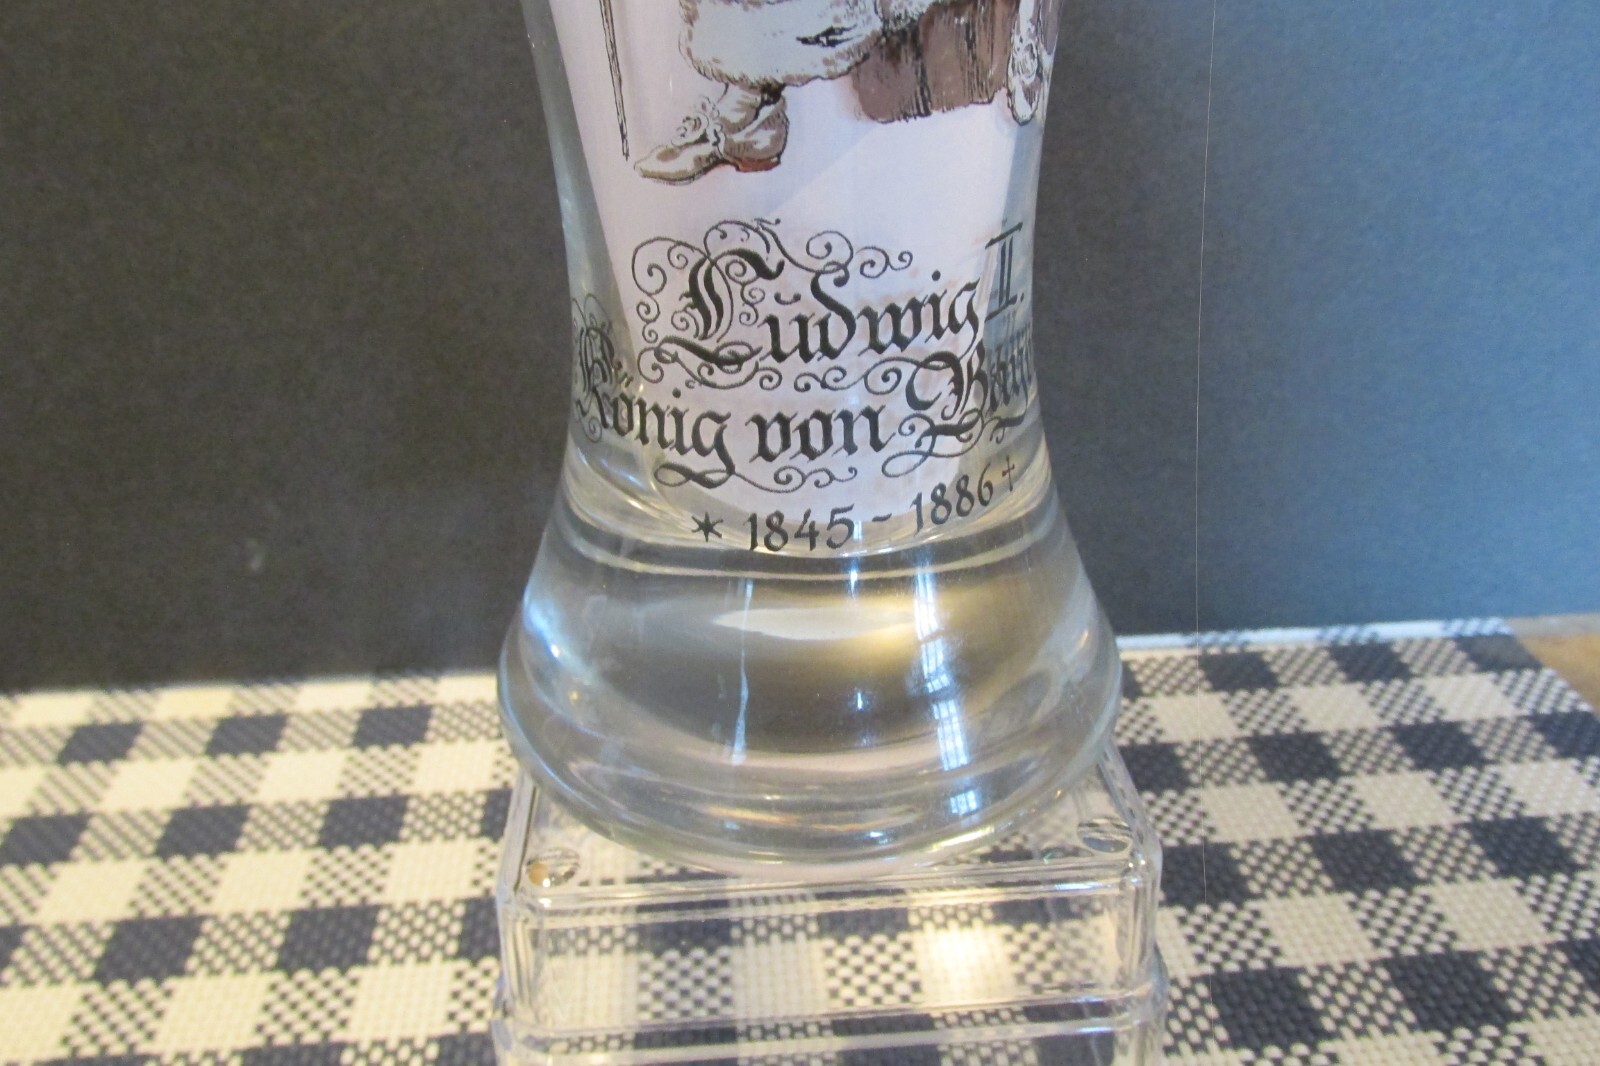 Ludwig II.
König von
* 1845 - 1886 †